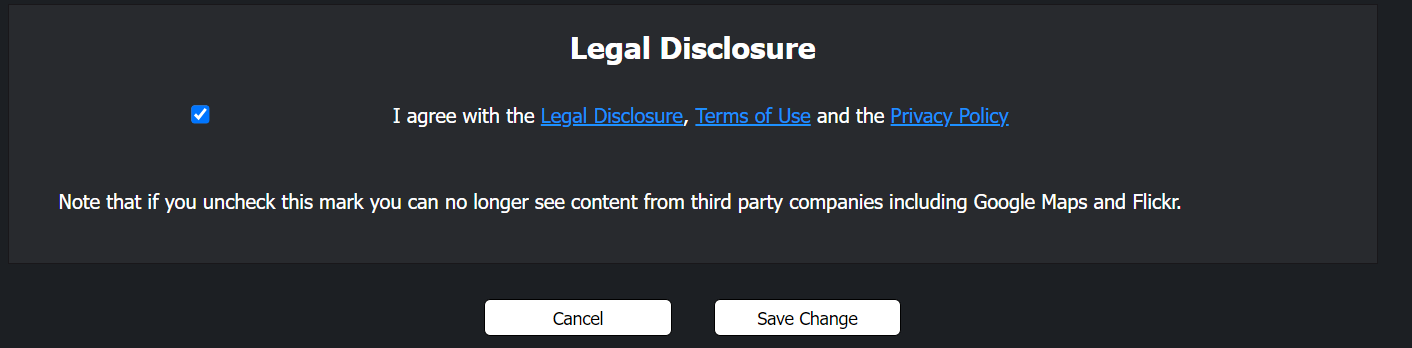 Legal Disclosure
I agree with the Legal Disclosure, Terms of Use and the Privacy Policy
Note that if you uncheck this mark you can no longer see content from third party companies including Google Maps and Flickr.
Cancel Save Change